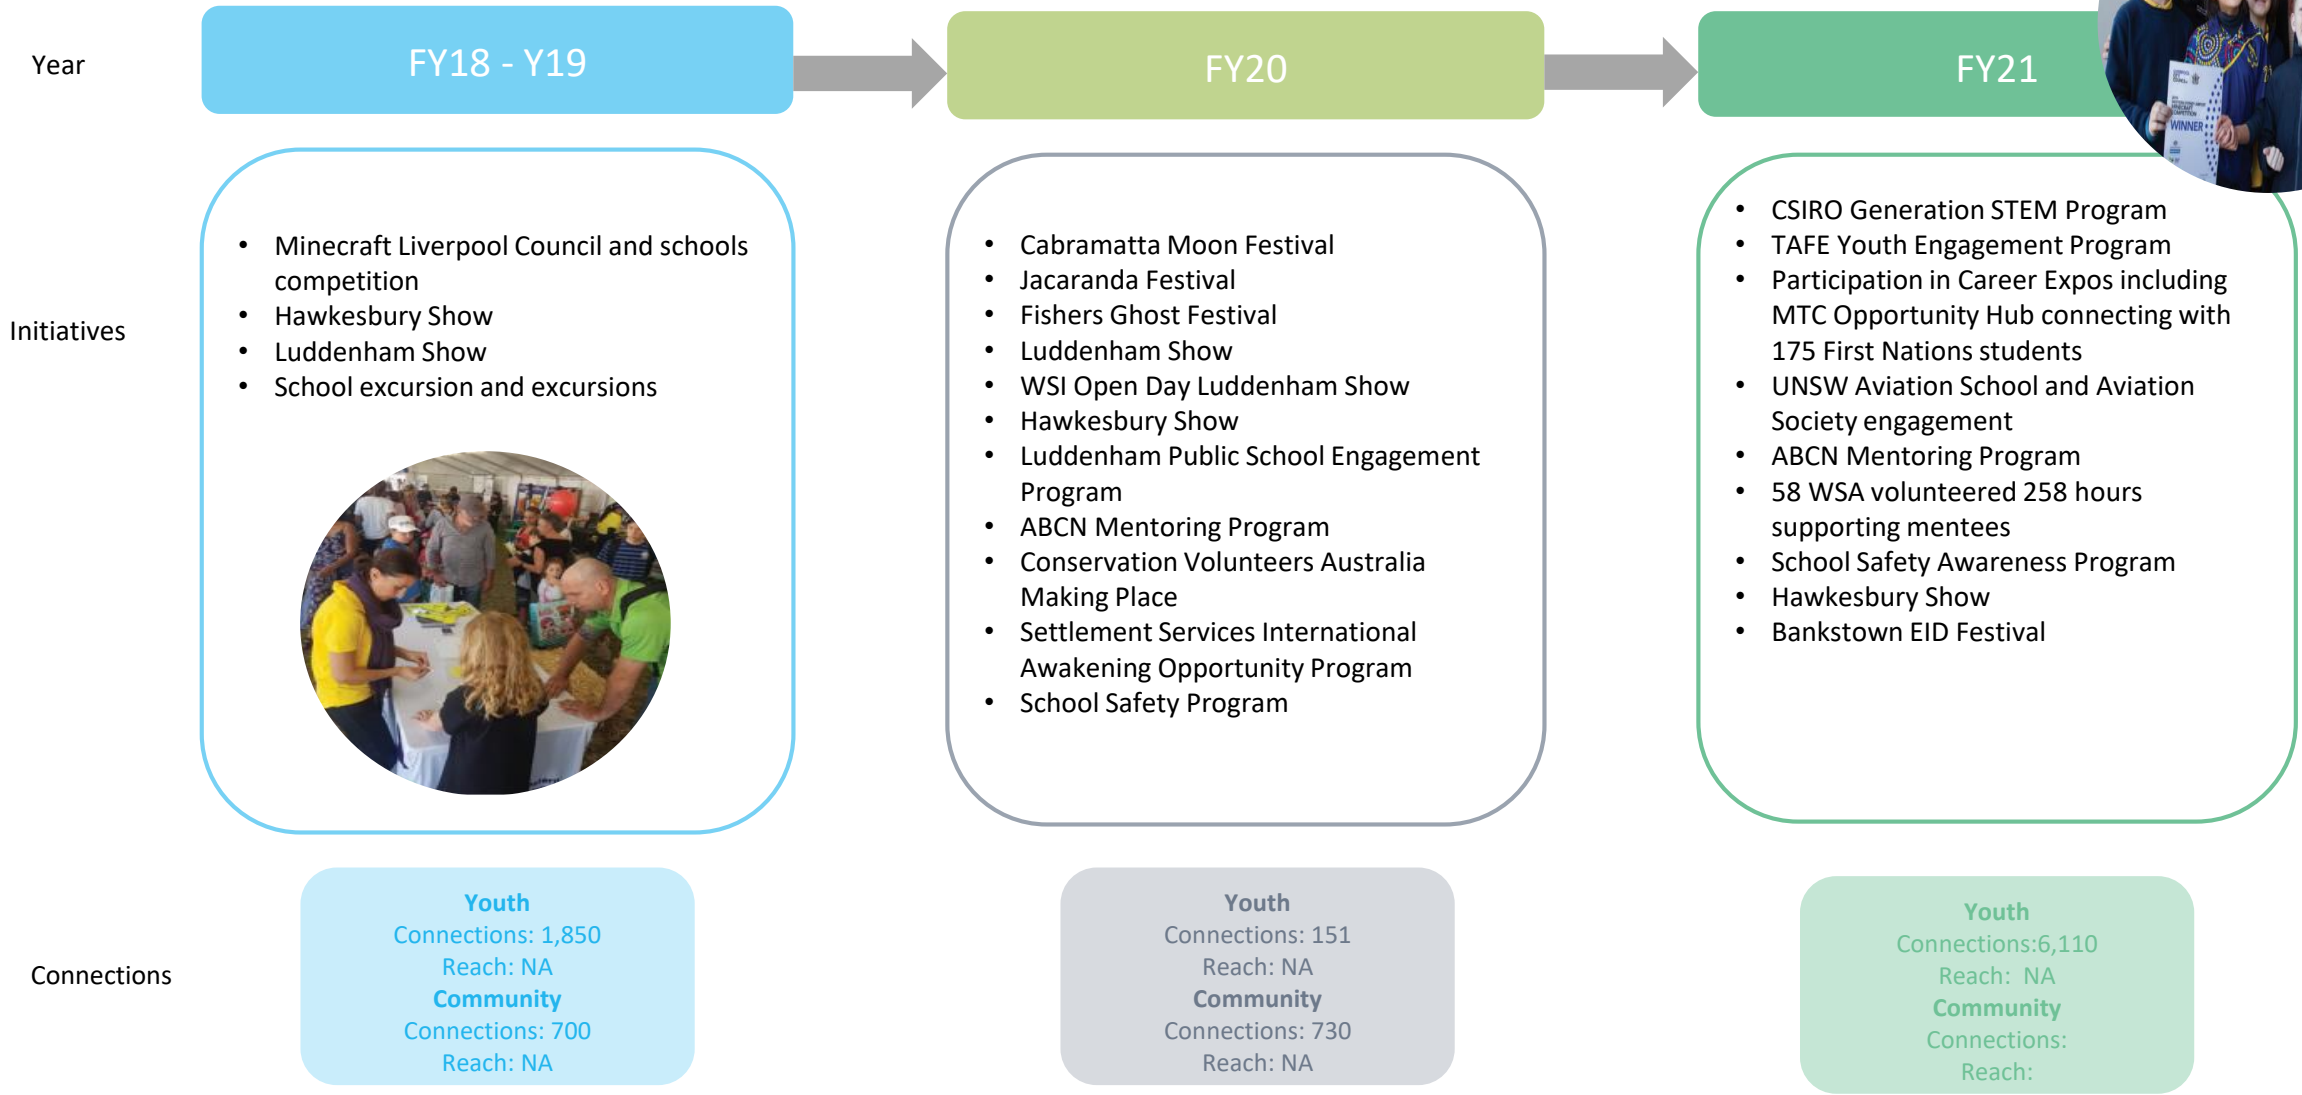 Year
FY18 - Y19
FY20
FY21
WINNER
Initiatives
• Minecraft Liverpool Council and schools
competition
• Hawkesbury Show
• Luddenham Show
• School excursion and excursions
• Cabramatta Moon Festival
• Jacaranda Festival
• Fishers Ghost Festival
• Luddenham Show
• WSI Open Day Luddenham Show
• Hawkesbury Show
• Luddenham Public School Engagement
Program
• ABCN Mentoring Program
• Conservation Volunteers Australia
Making Place
• Settlement Services International
Awakening Opportunity Program
• School Safety Program
• CSIRO Generation STEM Program
• TAFE Youth Engagement Program
• Participation in Career Expos including
MTC Opportunity Hub connecting with
175 First Nations students
• UNSW Aviation School and Aviation
Society engagement
• ABCN Mentoring Program
• 58 WSA volunteered 258 hours
supporting mentees
• School Safety Awareness Program
• Hawkesbury Show
• Bankstown EID Festival
Connections
Youth
Connections: 1,850
Reach: NA
Community
Connections: 700
Reach: NA
Youth
Connections: 151
Reach: NA
Community
Connections: 730
Reach: NA
Youth
Connections:6,110
Reach: NA
Community
Connections:
Reach: